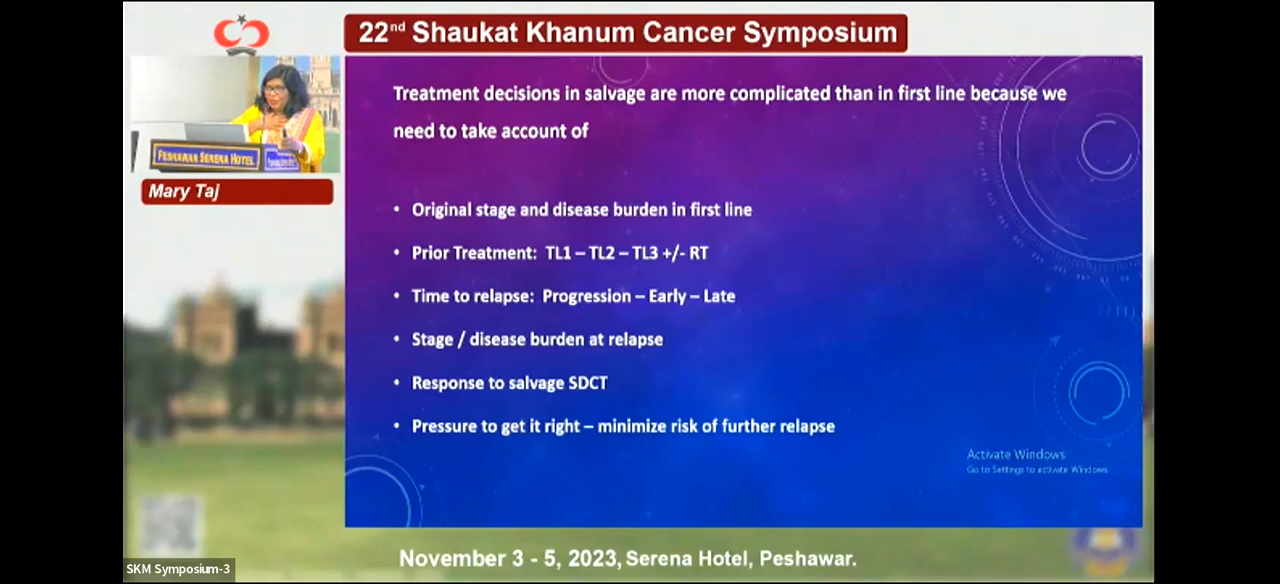 22nd Shaukat Khanum Cancer Symposium
PESHAWAR SERENA HOTEL
Mary Taj
Treatment decisions in salvage are more complicated than in first line because we
need to take account of
• Original stage and disease burden in first line
• Prior Treatment: TL1 – TL2 – TL3 +/- RT
• Time to relapse: Progression – Early – Late
• Stage / disease burden at relapse
• Response to salvage SDCT
• Pressure to get it right – minimize risk of further relapse
Activate Windows
Go to Settings to activate Windows
November 3 - 5, 2023, Serena Hotel, Peshawar.
SKM Symposium-3